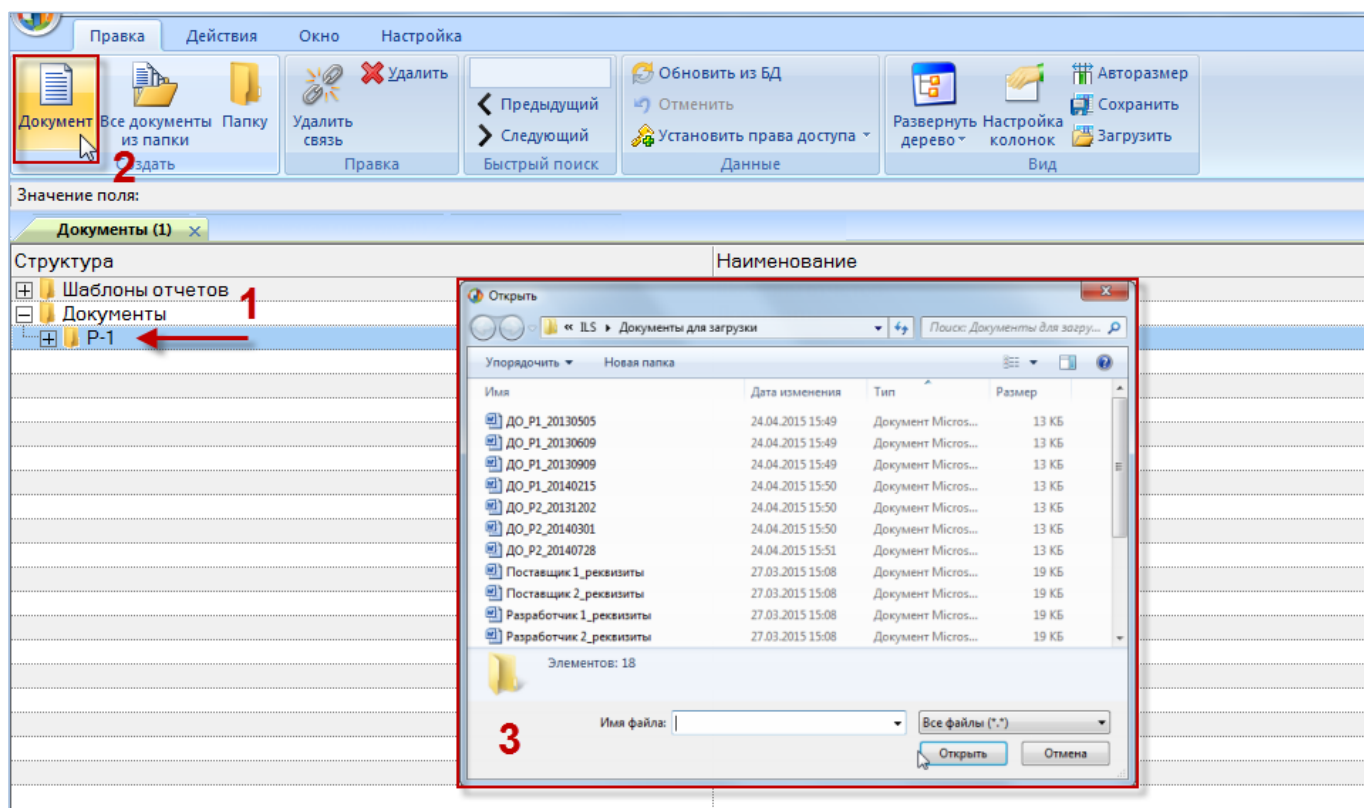 Правка Действия Окно Настройка
Документ
Все документы из папки
Папку
Создать
2
Удалить связь
Удалить
Правка
Предыдущий
Следующий
Быстрый поиск
Обновить из БД
Отменить
Установить права доступа
Данные
Развернуть дерево
Настройка колонок
Авторазмер
Сохранить
Загрузить
Вид
Значение поля:
Документы (1)
Структура Наименование
Шаблоны отчетов
1
Документы
Р-1
Открыть
« ILS Документы для загрузки Поиск: Документы для загру...
Упорядочить Новая папка
Имя Дата изменения Тип Размер
ДО_Р1_20130505 24.04.2015 15:49 Документ Micros... 13 КБ
ДО_Р1_20130609 24.04.2015 15:49 Документ Micros... 13 КБ
ДО_Р1_20130909 24.04.2015 15:49 Документ Micros... 13 КБ
ДО_Р1_20140215 24.04.2015 15:50 Документ Micros... 13 КБ
ДО_Р2_20131202 24.04.2015 15:50 Документ Micros... 13 КБ
ДО_Р2_20140301 24.04.2015 15:50 Документ Micros... 13 КБ
ДО_Р2_20140728 24.04.2015 15:51 Документ Micros... 13 КБ
Поставщик 1_реквизиты 27.03.2015 15:08 Документ Micros... 19 КБ
Поставщик 2_реквизиты 27.03.2015 15:08 Документ Micros... 19 КБ
Разработчик 1_реквизиты 27.03.2015 15:08 Документ Micros... 19 КБ
Разработчик 2_реквизиты 27.03.2015 15:08 Документ Micros... 19 КБ
Элементов: 18
3
Имя файла: Все файлы (*.*)
Открыть Отмена